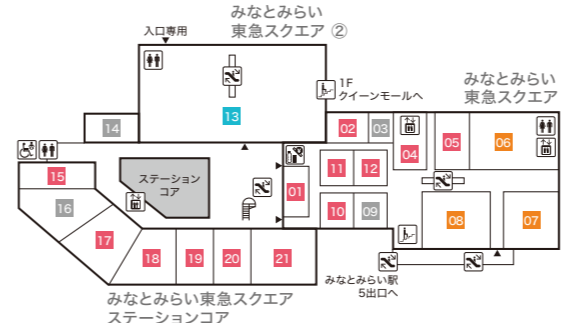 みなとみらい
東急スクエア ②
入口専用
1F
クイーンモールへ
みなとみらい
東急スクエア
13
14
02
03
04
05
06
15
ステーション
コア
01
11
12
16
10
09
08
07
17
18
19
20
21
みなとみらい駅
5出口へ
みなとみらい東急スクエア
ステーションコア